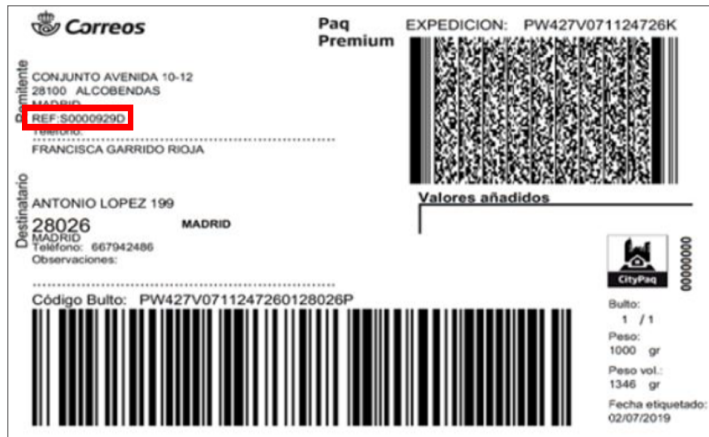 Correos
Paq
Premium
EXPEDICION: PW427V071124726K
Remitente
CONJUNTO AVENIDA 10-12
28100 ALCOBENDAS
MADRID
REF:S0000929D
Teléfono:
FRANCISCA GARRIDO RIOJA
Destinatario
ANTONIO LOPEZ 199
28026 MADRID
MADRID
Teléfono: 667942486
Observaciones:
Valores añadidos
CityPaq
00000000
Código Bulto: PW427V0711247260128026P
Bulto:
1 / 1
Peso:
1000 gr
Peso vol.:
1346 gr
Fecha etiquetado:
02/07/2019